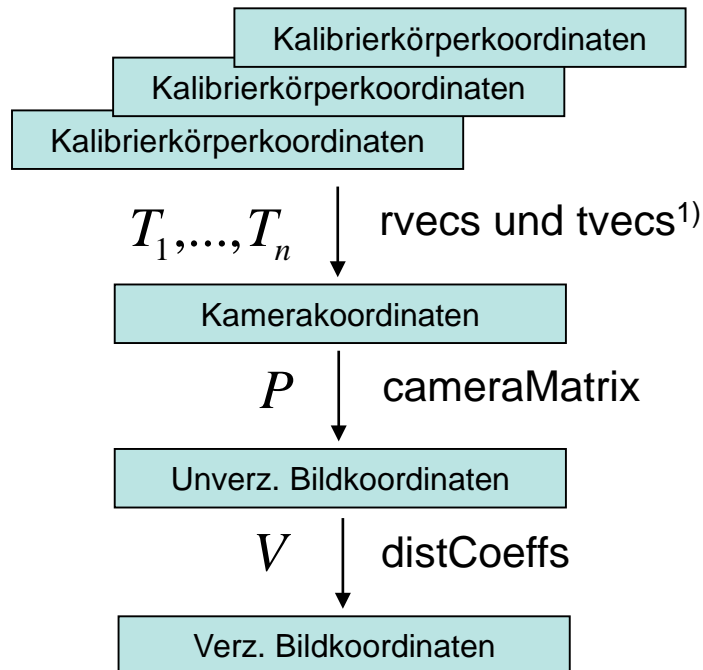 Kalibrierkörperkoordinaten
Kalibrierkörperkoordinaten
Kalibrierkörperkoordinaten
T₁,...,Tₙ rvecs und tvecs¹⁾
Kamerakoordinaten
P cameraMatrix
Unverz. Bildkoordinaten
V distCoeffs
Verz. Bildkoordinaten